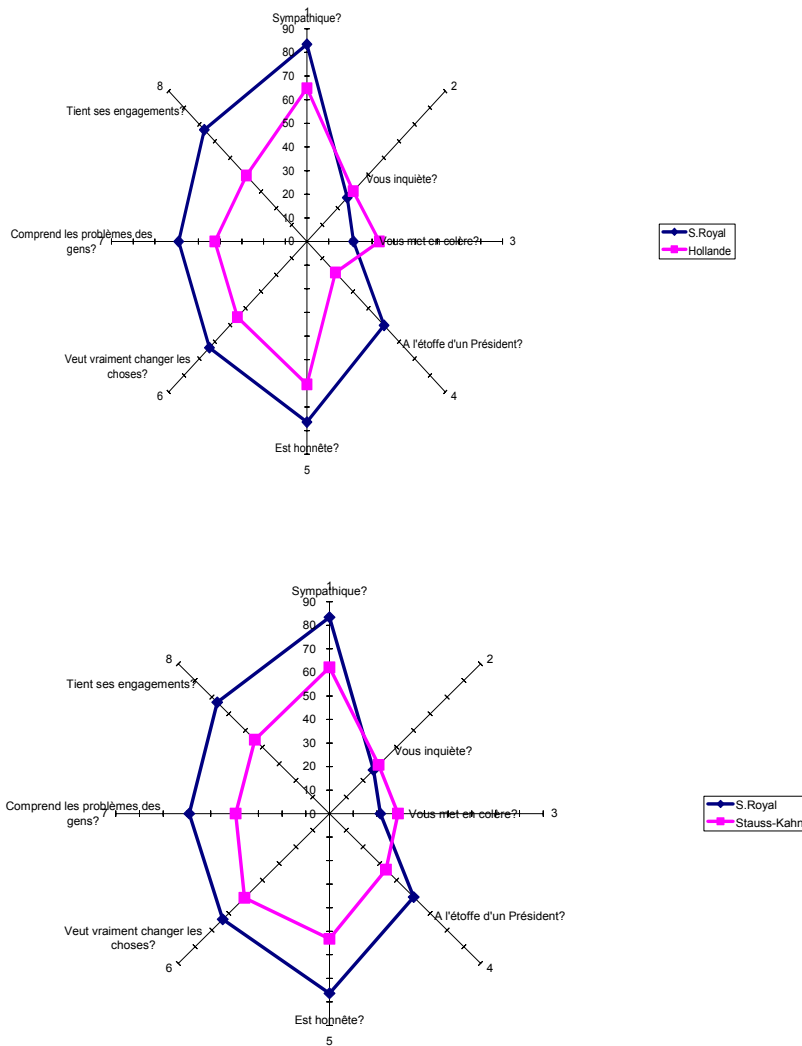 1
Sympathique?
90
80
70
60
50
40
30
20
10
0
8
2
Tient ses engagements?
Vous inquiète?
Comprend les problèmes des
gens?
7
Vous met en colère?
3
S.Royal
Hollande
A l'étoffe d'un Président?
Veut vraiment changer les
choses?
6
4
Est honnête?
5
1
Sympathique?
90
80
70
60
50
40
30
20
10
0
8
2
Tient ses engagements?
Vous inquiète?
Comprend les problèmes des
gens?
7
Vous met en colère?
3
S.Royal
Stauss-Kahn
A l'étoffe d'un Président?
Veut vraiment changer les
choses?
6
4
Est honnête?
5